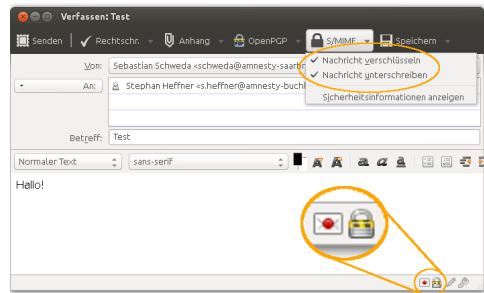 Verfassen: Test
Senden Rechtschr. Anhang OpenPGP S/MIME Speichern
Nachricht verschlüsseln
Nachricht unterschreiben
Sicherheitsinformationen anzeigen
Von: Sebastian Schweda <schweda@amnesty-saarbr
An: Stephan Heffner <s.heffner@amnesty-buchl
Betreff: Test
Normaler Text sans-serif
Hallo!